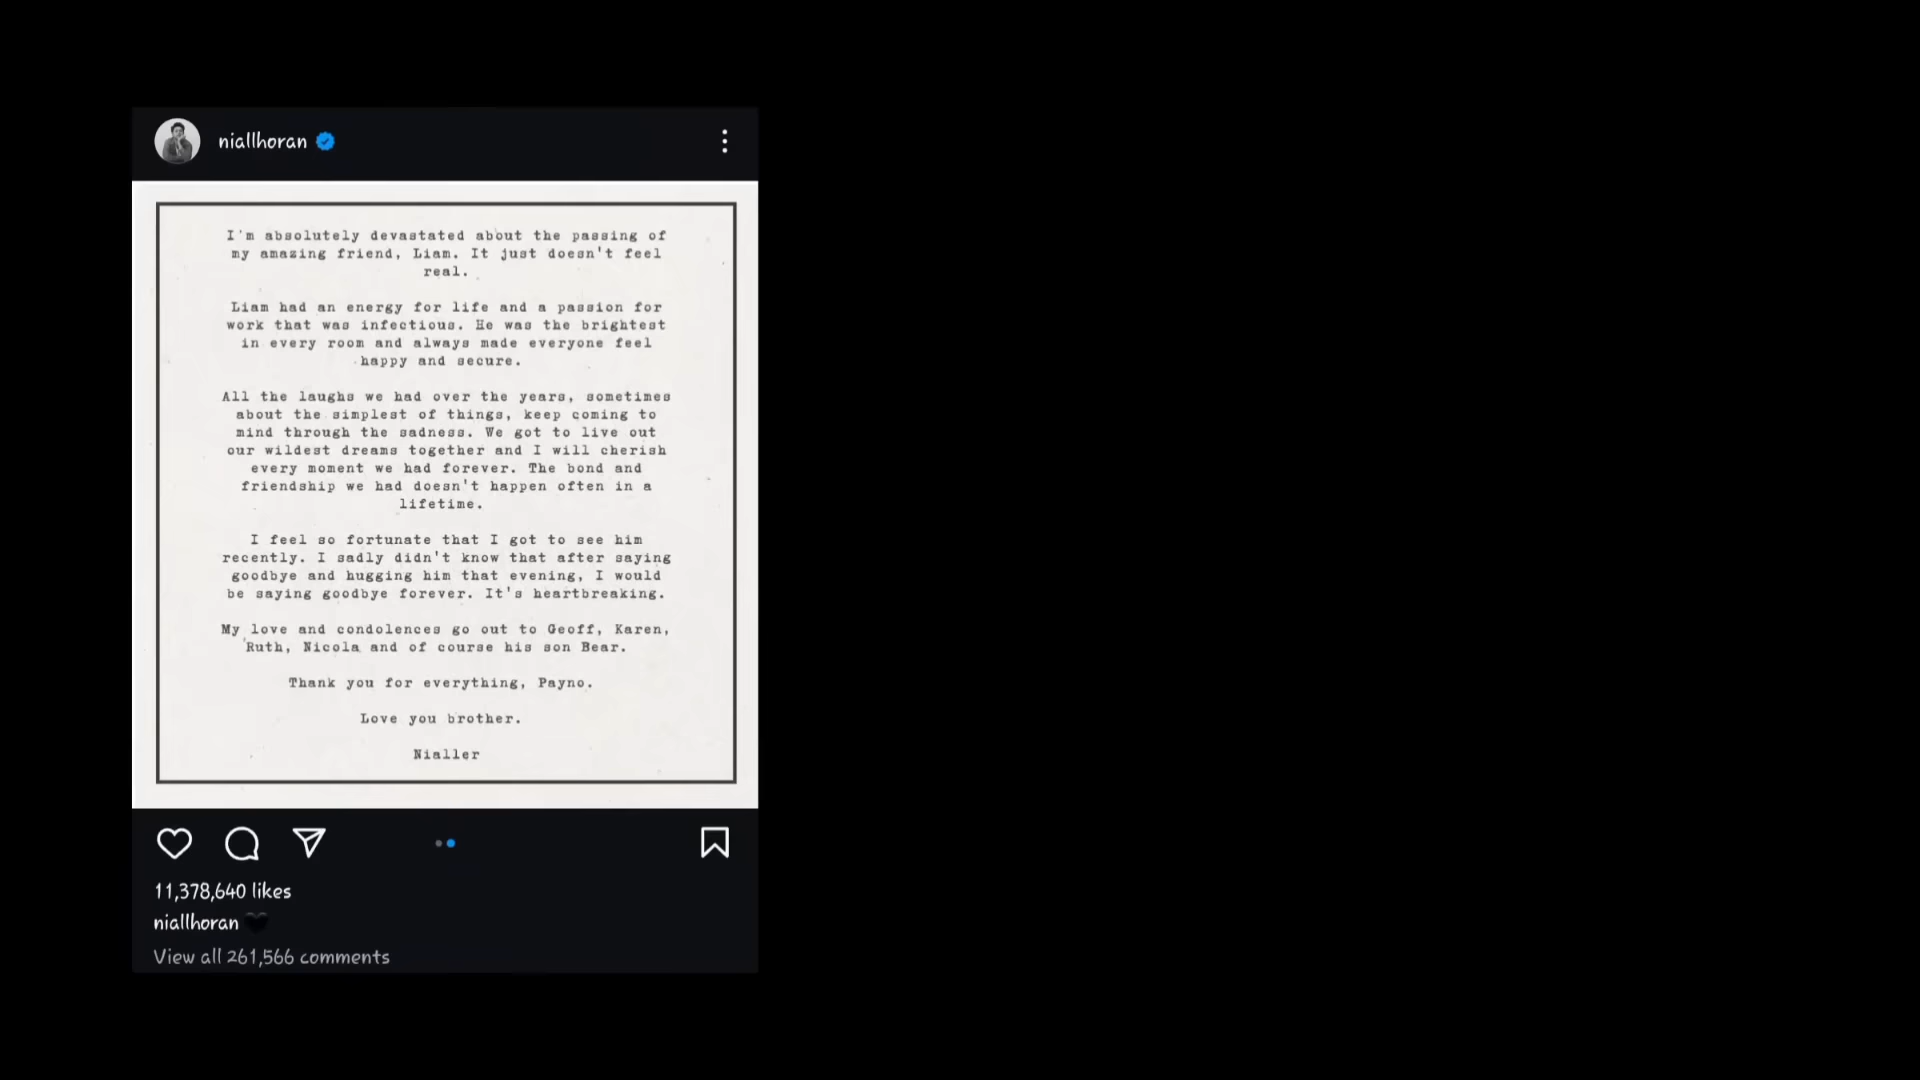 niallhoran
I'm absolutely devastated about the passing of
my amazing friend, Liam. It just doesn't feel
real.
Liam had an energy for life and a passion for
work that was infectious. He was the brightest
in every room and always made everyone feel
happy and secure.
All the laughs we had over the years, sometimes
about the simplest of things, keep coming to
mind through the sadness. We got to live out
our wildest dreams together and I will cherish
every moment we had forever. The bond and
friendship we had doesn't happen often in a
lifetime.
I feel so fortunate that I got to see him
recently. I sadly didn't know that after saying
goodbye and hugging him that evening, I would
be saying goodbye forever. It's heartbreaking.
My love and condolences go out to Geoff, Karen,
Ruth, Nicola and of course his son Bear.
Thank you for everything, Payno.
Love you brother.
Nialler
11,378,640 likes
niallhoran 🖤
View all 261,566 comments